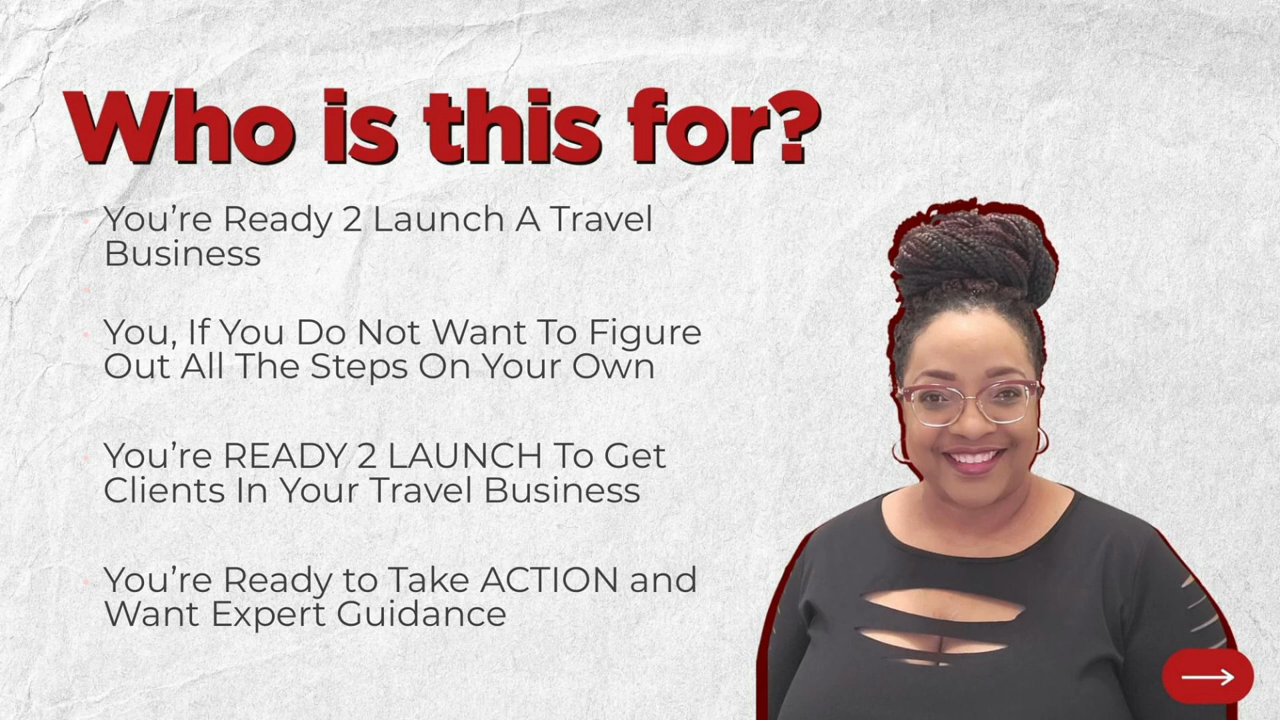 Who is this for?
You’re Ready 2 Launch A Travel
Business
You, If You Do Not Want To Figure
Out All The Steps On Your Own
You’re READY 2 LAUNCH To Get
Clients In Your Travel Business
You’re Ready to Take ACTION and
Want Expert Guidance